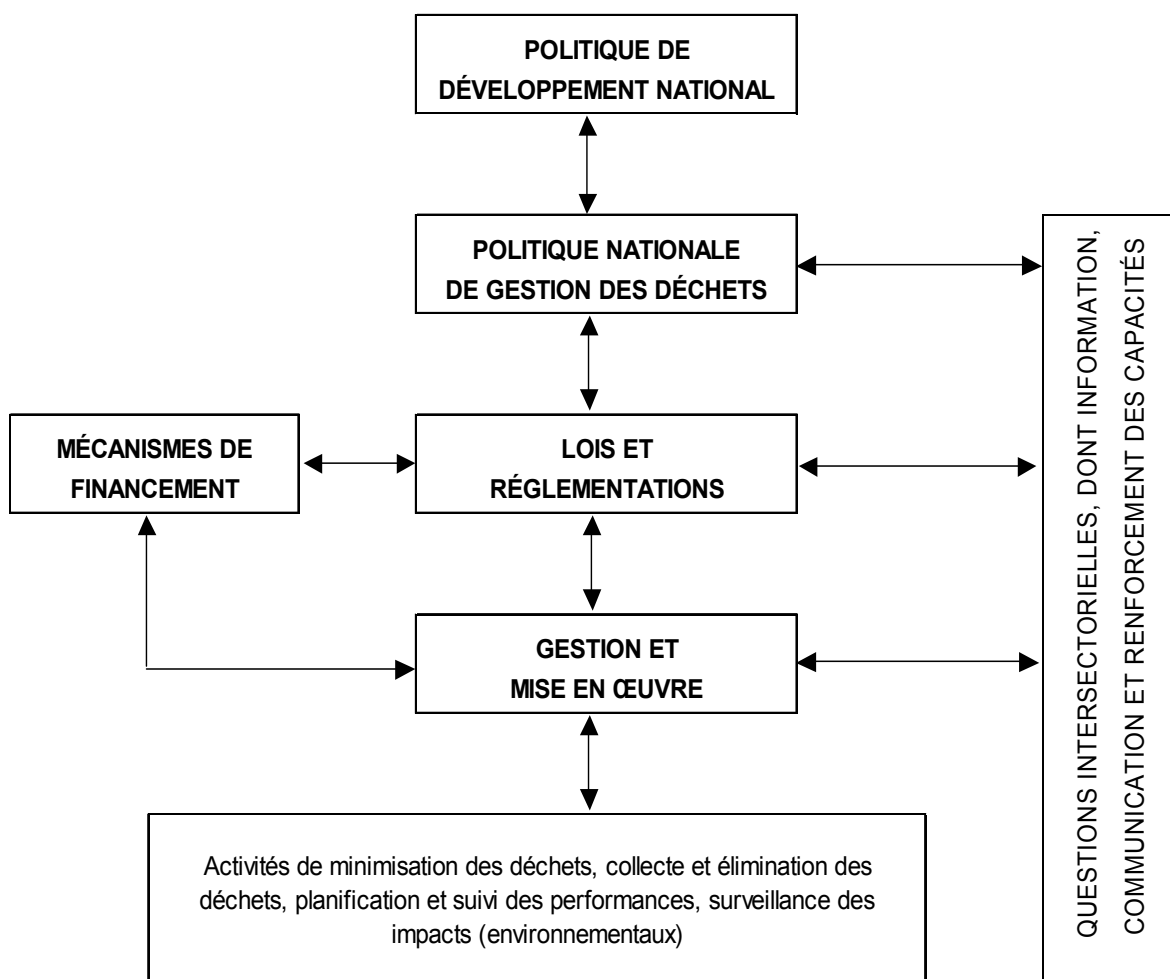 POLITIQUE DE
DÉVELOPPEMENT NATIONAL
POLITIQUE NATIONALE
DE GESTION DES DÉCHETS
MÉCANISMES DE
FINANCEMENT
LOIS ET
RÉGLEMENTATIONS
GESTION ET
MISE EN ŒUVRE
Activités de minimisation des déchets, collecte et élimination des
déchets, planification et suivi des performances, surveillance des
impacts (environnementaux)
QUESTIONS INTERSECTORIELLES, DONT INFORMATION,
COMMUNICATION ET RENFORCEMENT DES CAPACITÉS